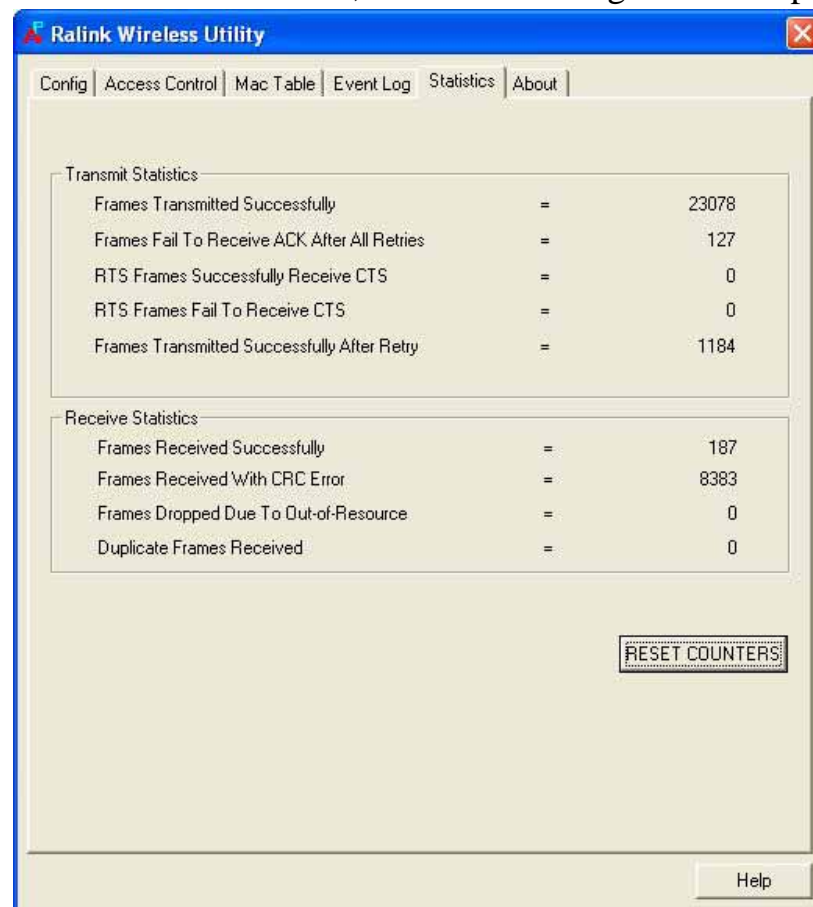 Ralink Wireless Utility
Config Access Control Mac Table Event Log Statistics About
Transmit Statistics
Frames Transmitted Successfully = 23078
Frames Fail To Receive ACK After All Retries = 127
RTS Frames Successfully Receive CTS = 0
RTS Frames Fail To Receive CTS = 0
Frames Transmitted Successfully After Retry = 1184
Receive Statistics
Frames Received Successfully = 187
Frames Received With CRC Error = 8383
Frames Dropped Due To Out-of-Resource = 0
Duplicate Frames Received = 0
RESET COUNTERS
Help